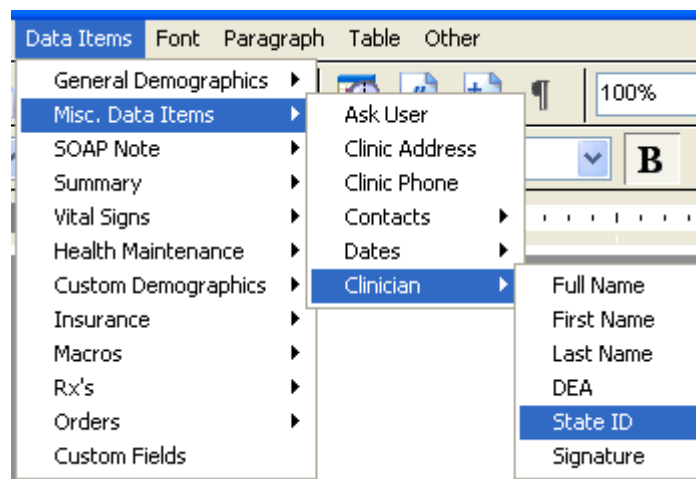 Data Items Font Paragraph Table Other
General Demographics
100%
Misc. Data Items
SOAP Note
Summary
Vital Signs
Health Maintenance
Custom Demographics
Insurance
Macros
Rx's
Orders
Custom Fields
Ask User
Clinic Address
Clinic Phone
Contacts
Dates
Clinician
B
Full Name
First Name
Last Name
DEA
State ID
Signature